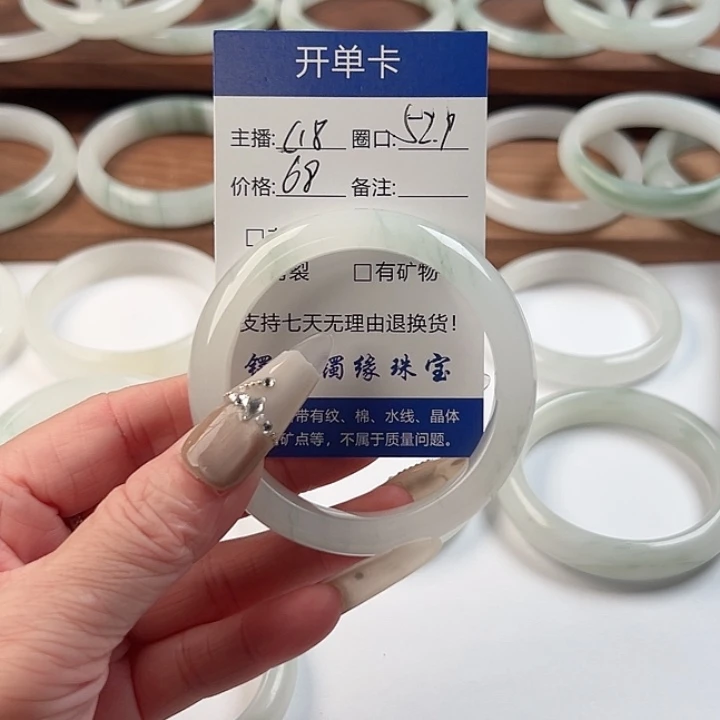 开单卡
主播: C18 圈口: 52.9
价格: 68 备注:
□
裂 □有矿物
支持七天无理由退换货!
镯缘珠宝
带有纹、棉、水线、晶体
矿点等，不属于质量问题。